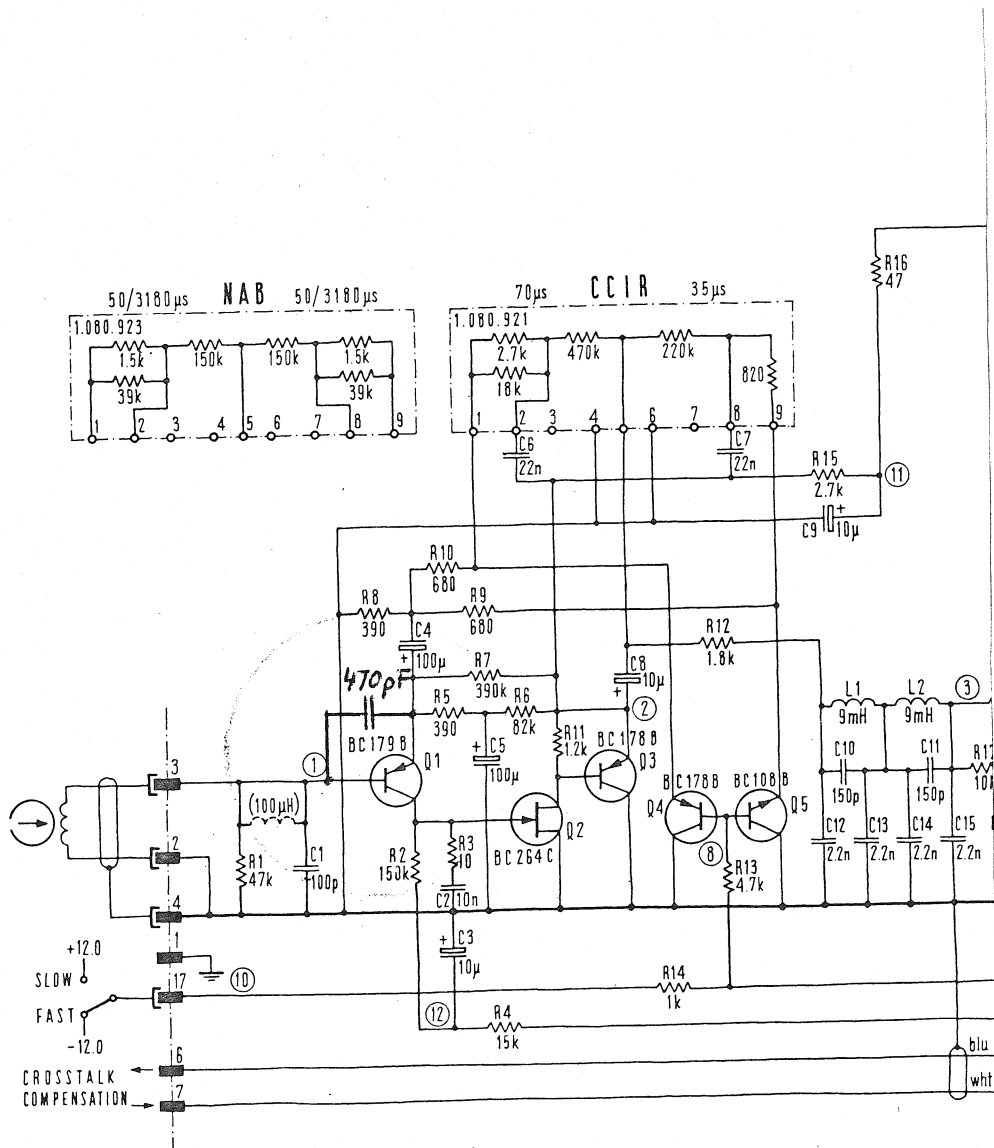 R16
47
50/3180µs NAB 50/3180µs
1.080.923
1.5k
150k
150k
1.5k
39k
39k
1 2 3 4 5 6 7 8 9
70µs CCIR 35µs
1.080.921
2.7k
470k
220k
18k
820
1 2 3 4 6 7 8 9
C6
22n
C7
22n
R15
2.7k
11
C9
+
10µ
R10
680
R8
390
R9
680
C4
+
100µ
R12
1.8k
470pF
R7
390k
C8
10µ
+
R5
390
R6
82k
2
L1
9mH
L2
9mH
3
BC179B
Q1
+
C5
100µ
R11
1.2k
BC178B
Q3
1
3
C10
150p
C11
150p
(100µH)
BC178B
Q4
BC108B
Q5
Q2
BC264C
8
2
R1
47k
C1
100p
R2
150k
R3
10
C2
10n
R13
4.7k
C12
2.2n
C13
2.2n
C14
2.2n
C15
2.2n
4
+
C3
10µ
+12.0
1
SLOW
10
17
R14
1k
FAST
12
R4
15k
-12.0
6
blu
CROSSTALK
COMPENSATION
7
wht